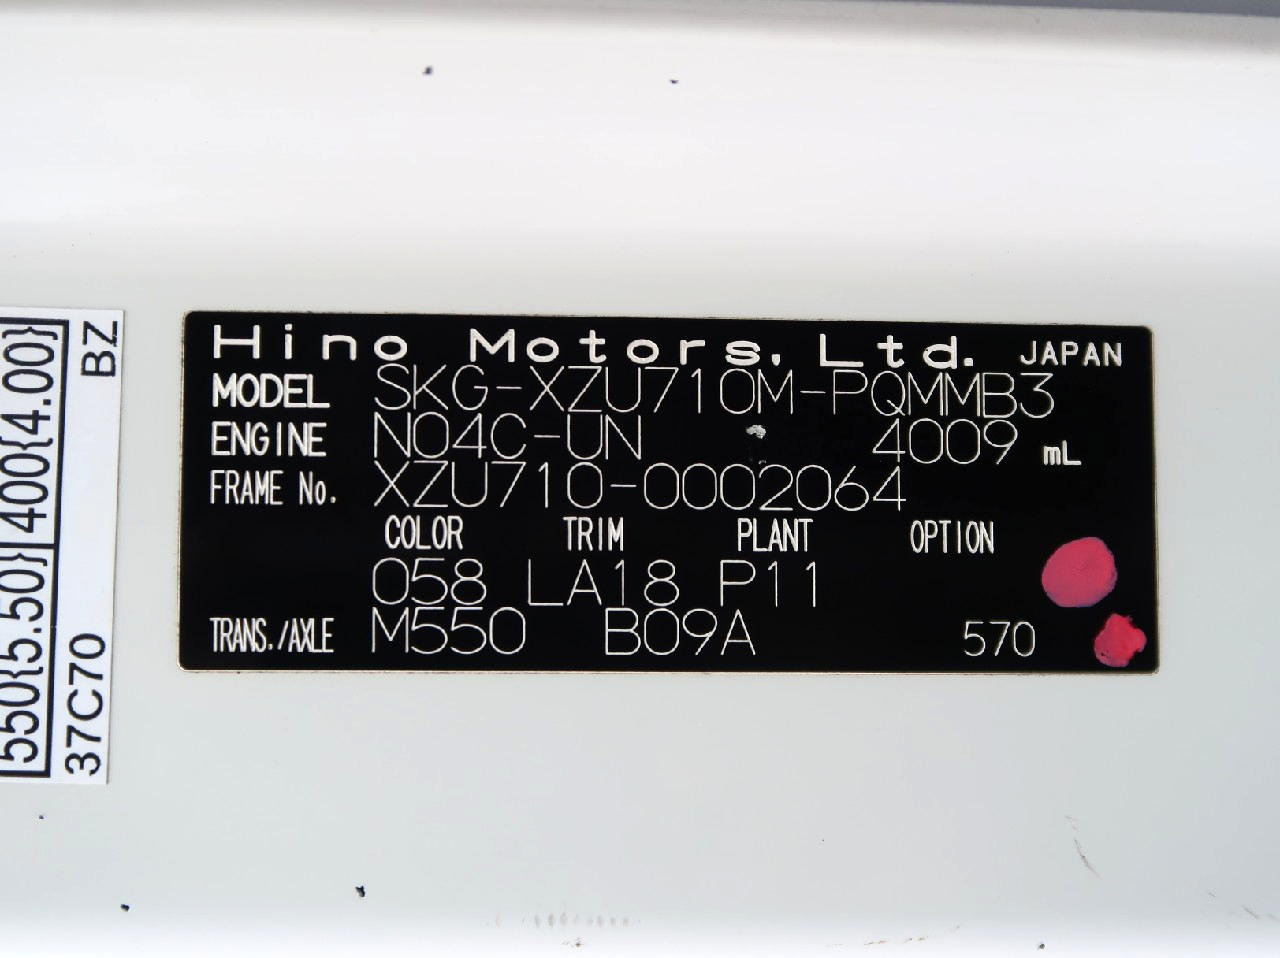 Hino Motors, Ltd. JAPAN
MODEL SKG-XZU710M-PQMMB3
ENGINE N04C-UN 4009 mL
FRAME No. XZU710-0002064
COLOR TRIM PLANT OPTION
058 LA18 P11
TRANS./AXLE M550 B09A 570
550{5.50} 400{4.00}
37C70 BZ